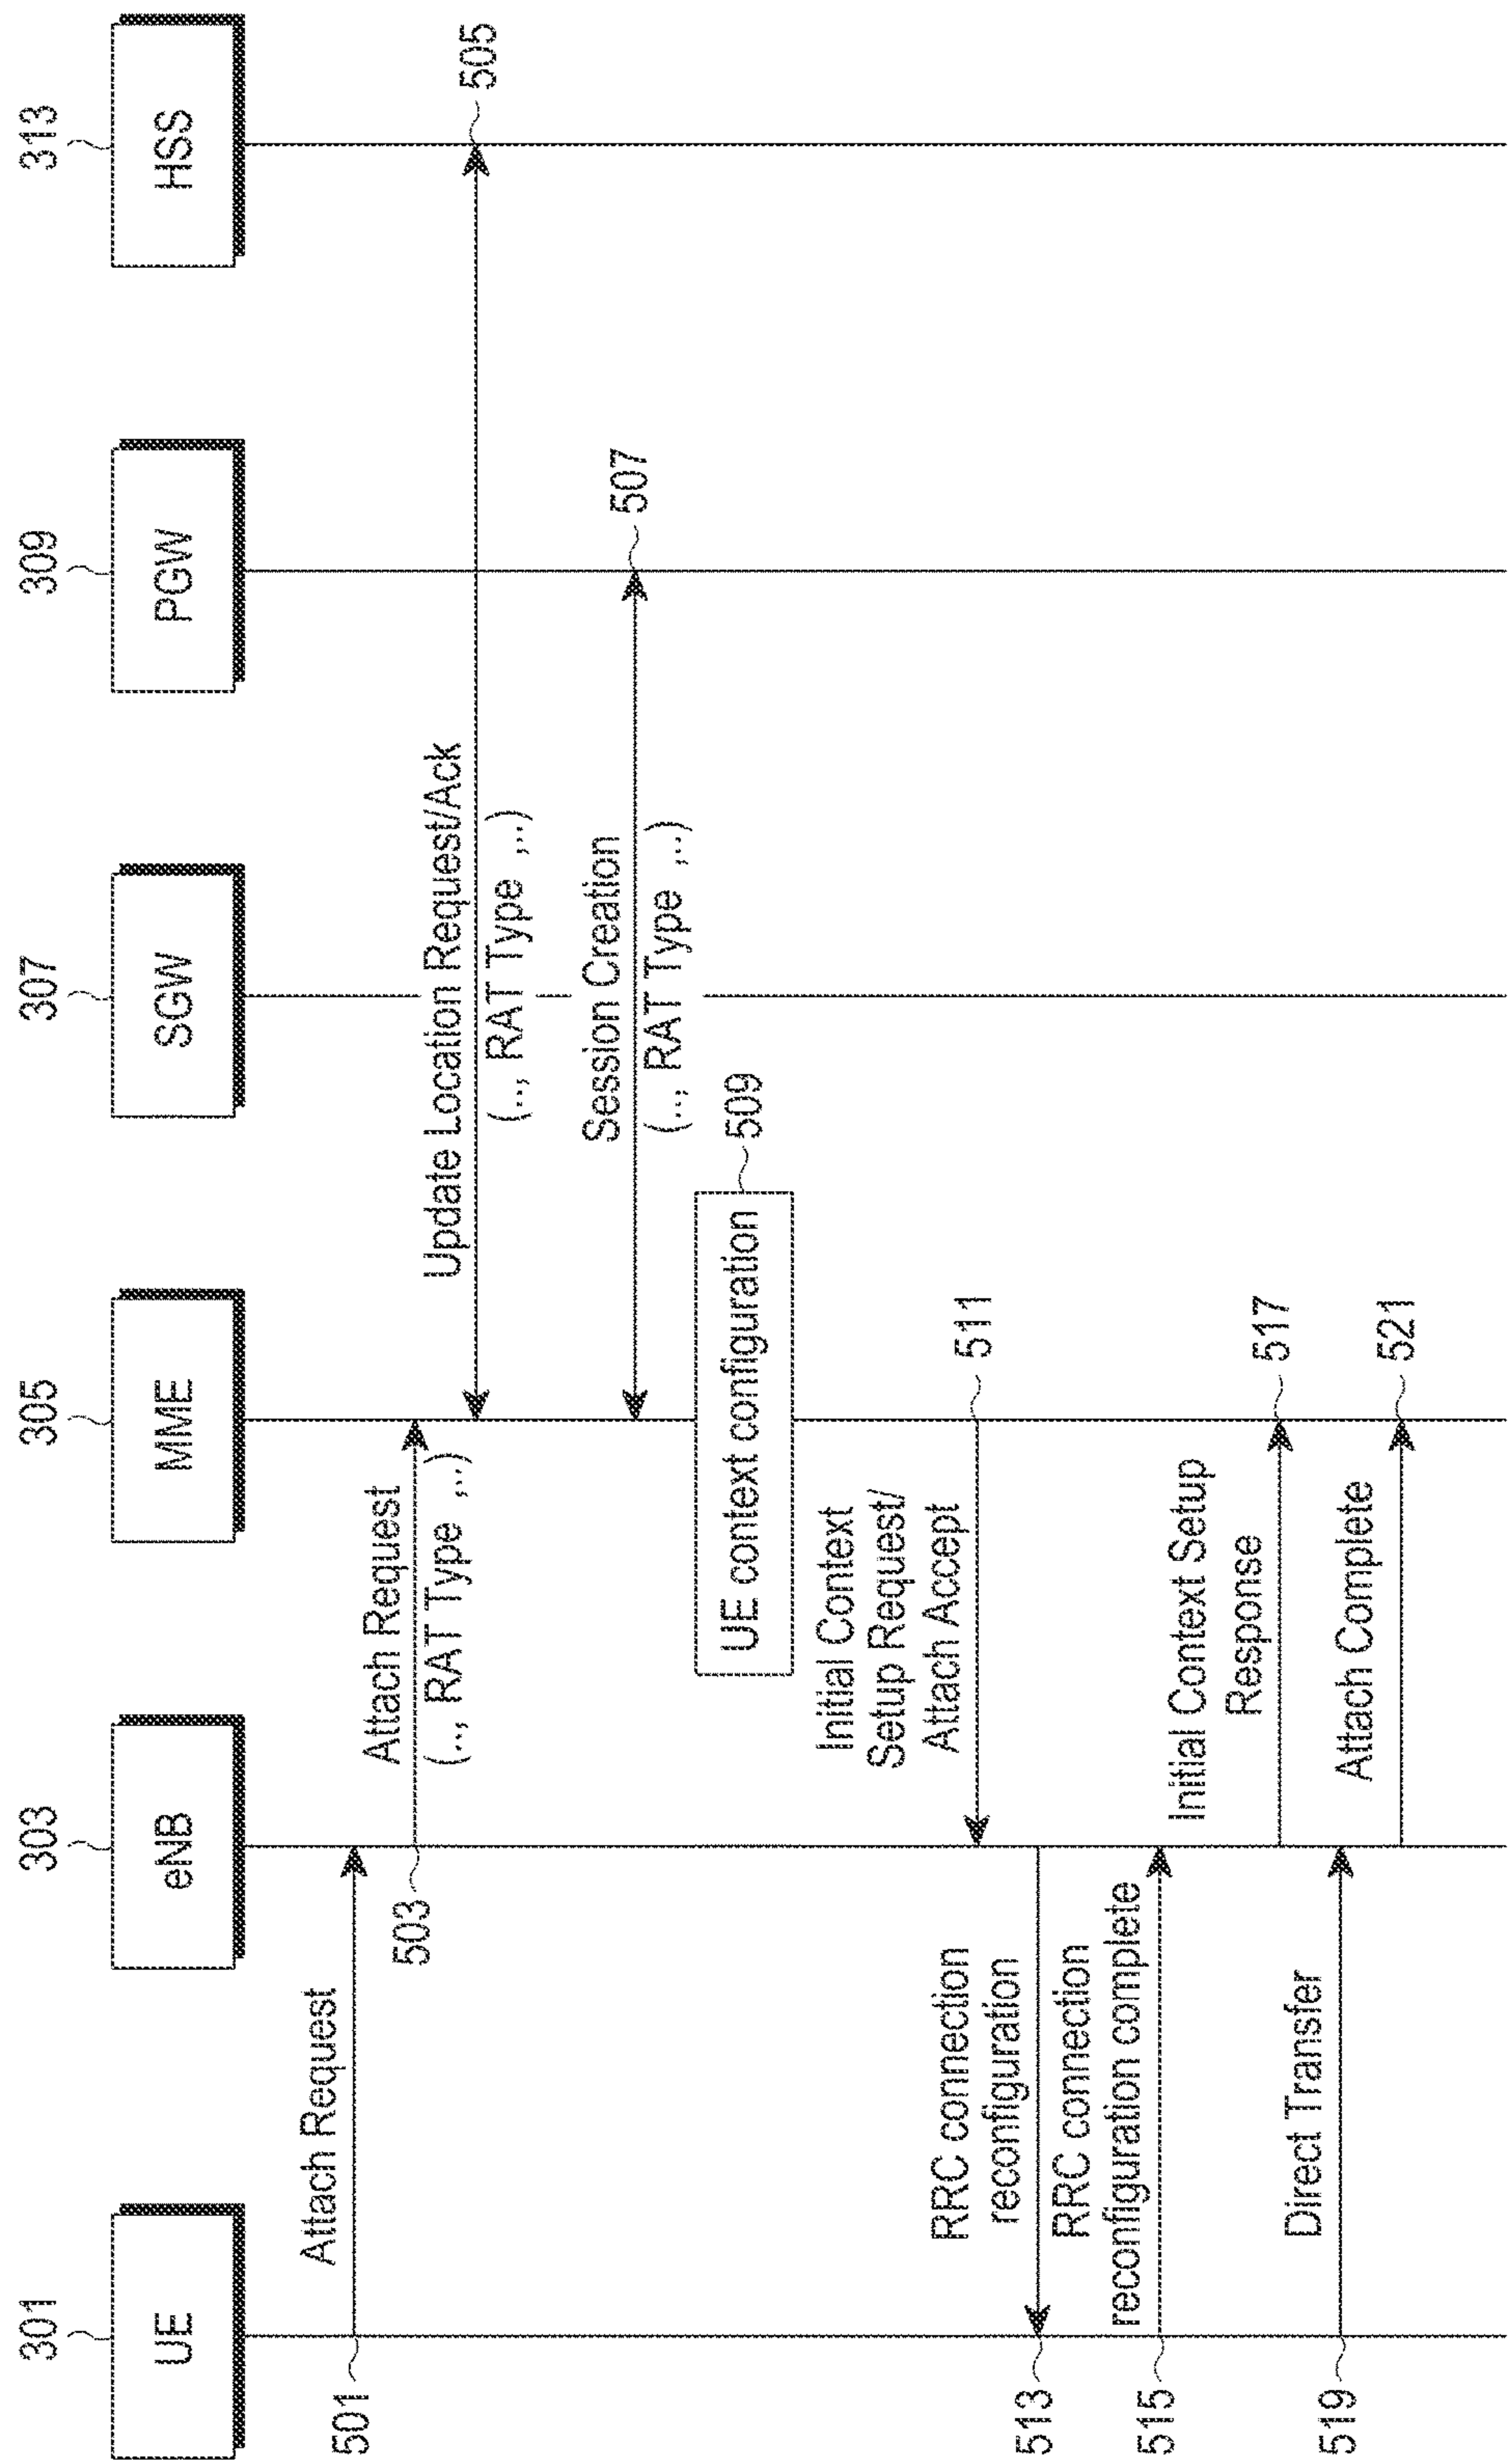 301
303
305
307
309
313
UE
eNB
MME
SGW
PGW
HSS
501
Attach Request
Attach Request
(.., RAT Type ,..)
503
Update Location Request/Ack
(.., RAT Type ,..)
505
Session Creation
(.., RAT Type ,..)
507
UE context configuration
509
Initial Context
Setup Request/
Attach Accept
511
RRC connection
reconfiguration
513
RRC connection
reconfiguration complete
515
Initial Context Setup
Response
517
Direct Transfer
519
Attach Complete
521